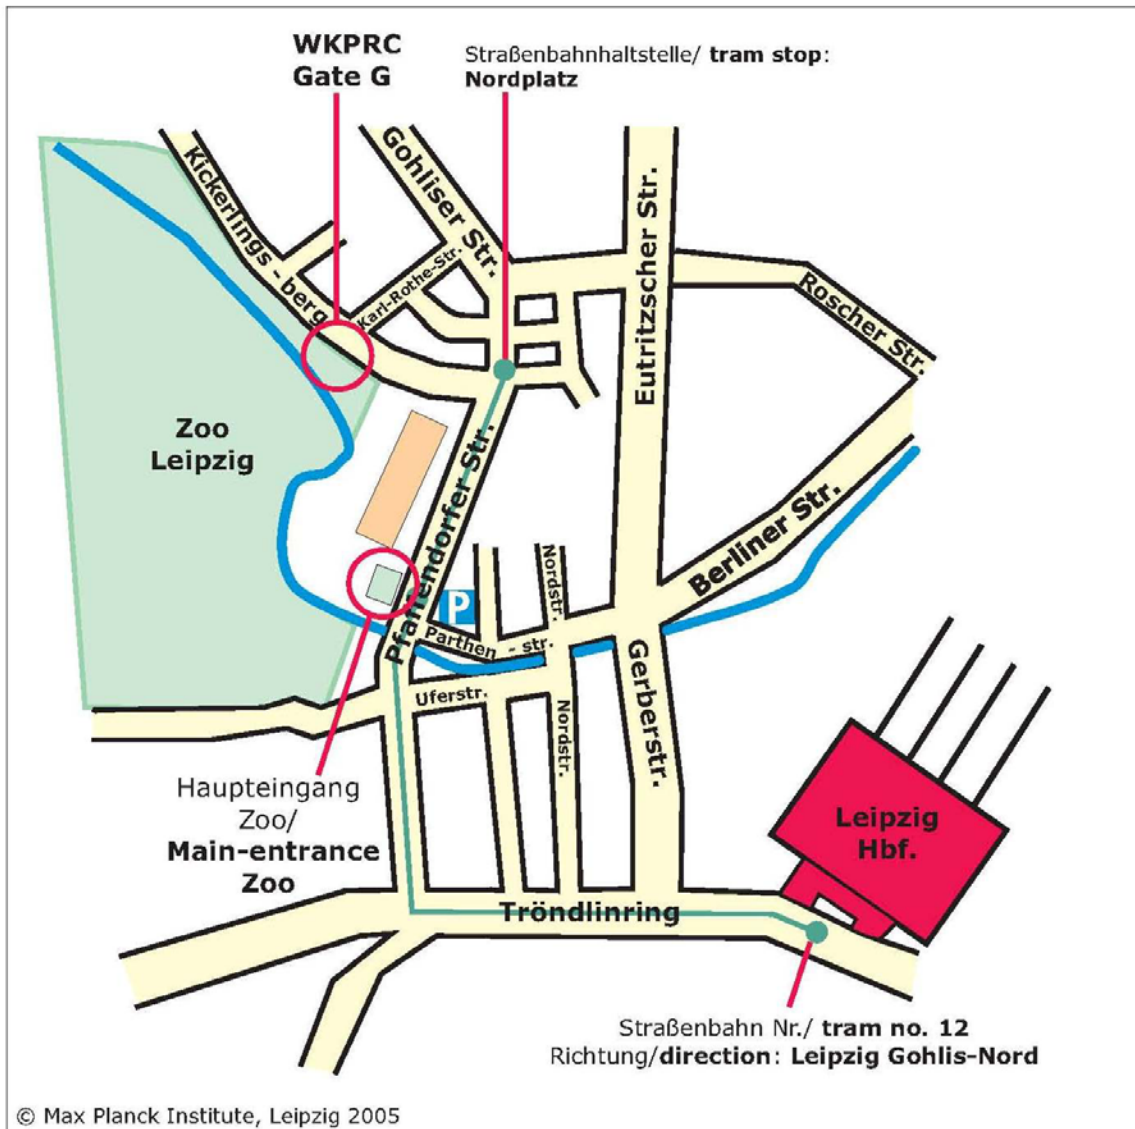 WKPRC
Gate G
Straßenbahnhaltstelle/ tram stop:
Nordplatz
Kickerlings - berg
Gohliser Str.
Karl-Rothe-Str.
Eutritzscher Str.
Roscher Str.
Zoo
Leipzig
Pfaffendorfer Str.
Berliner Str.
P
Nordstr.
Parthen - str.
Uferstr.
Nordstr.
Gerberstr.
Haupteingang
Zoo/
Main-entrance
Zoo
Leipzig
Hbf.
Tröndlinring
Straßenbahn Nr./ tram no. 12
Richtung/direction: Leipzig Gohlis-Nord
© Max Planck Institute, Leipzig 2005